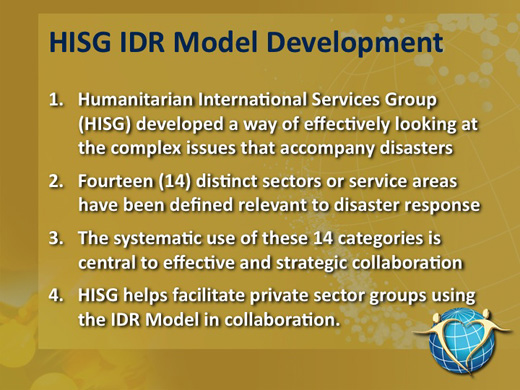 HISG IDR Model Development
1. Humanitarian International Services Group
(HISG) developed a way of effectively looking at
the complex issues that accompany disasters
2. Fourteen (14) distinct sectors or service areas
have been defined relevant to disaster response
3. The systematic use of these 14 categories is
central to effective and strategic collaboration
4. HISG helps facilitate private sector groups using
the IDR Model in collaboration.